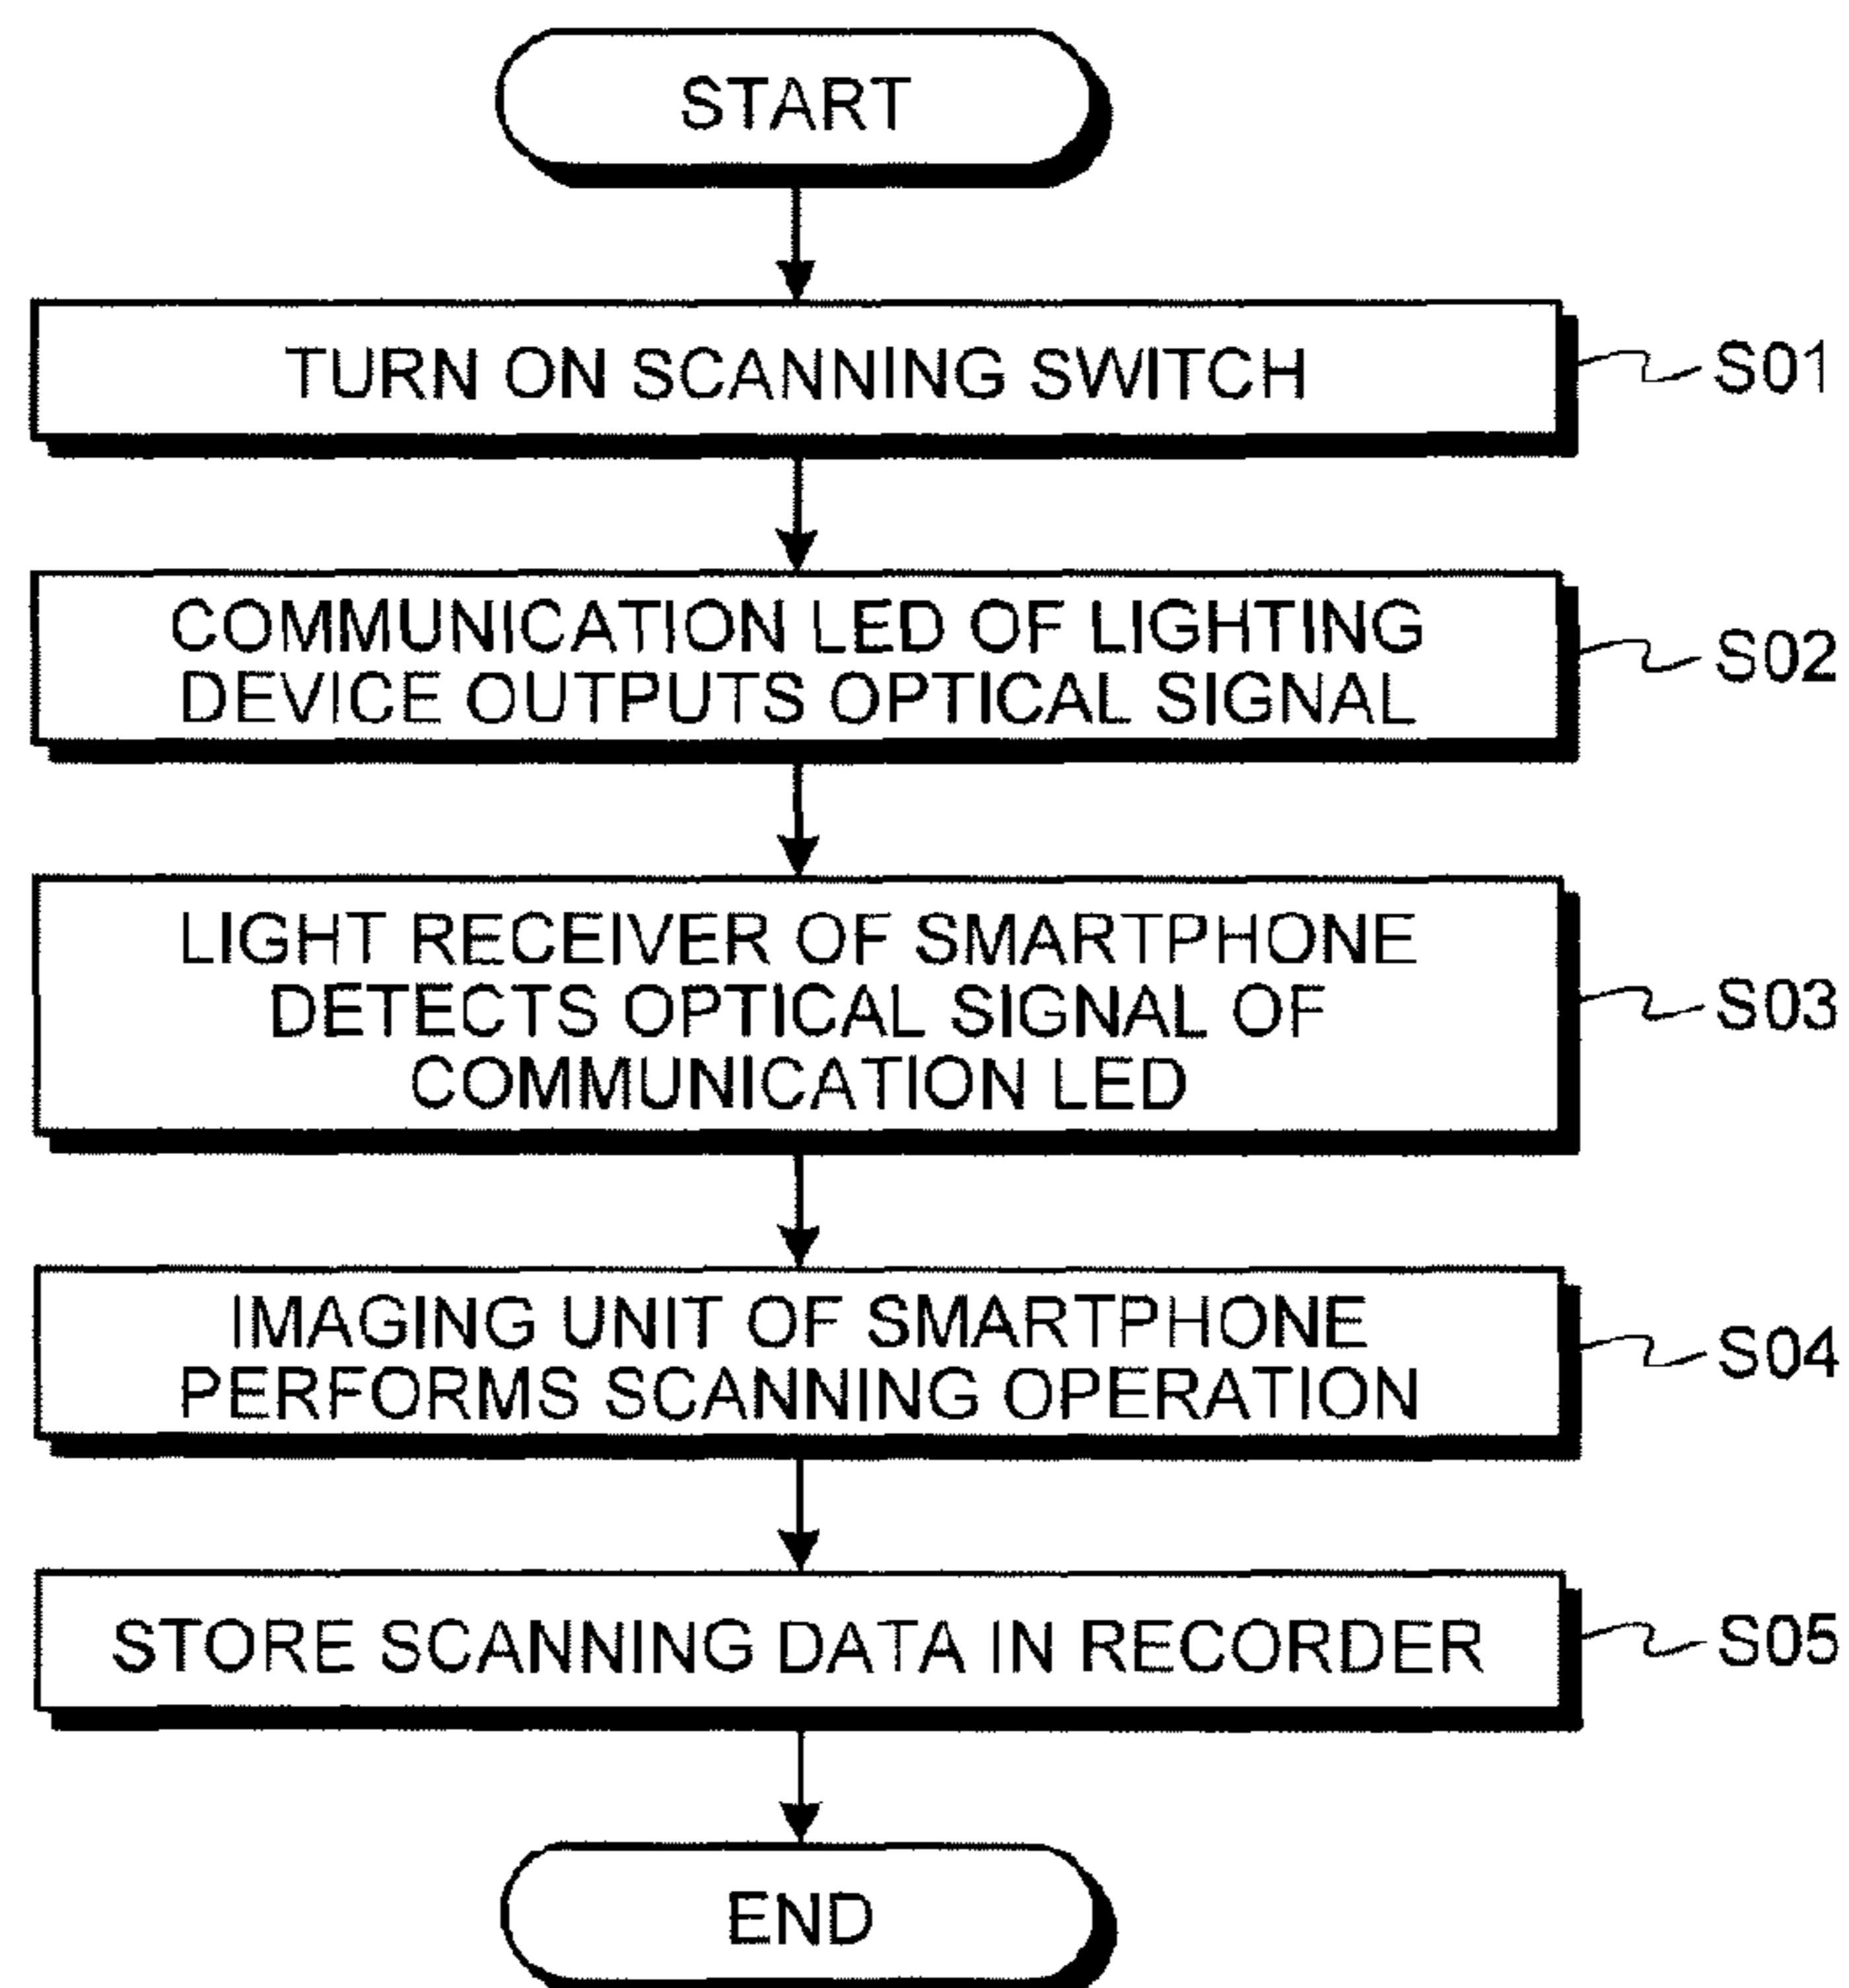 START
TURN ON SCANNING SWITCH
S01
COMMUNICATION LED OF LIGHTING
DEVICE OUTPUTS OPTICAL SIGNAL
S02
LIGHT RECEIVER OF SMARTPHONE
DETECTS OPTICAL SIGNAL OF
COMMUNICATION LED
S03
IMAGING UNIT OF SMARTPHONE
PERFORMS SCANNING OPERATION
S04
STORE SCANNING DATA IN RECORDER
S05
END